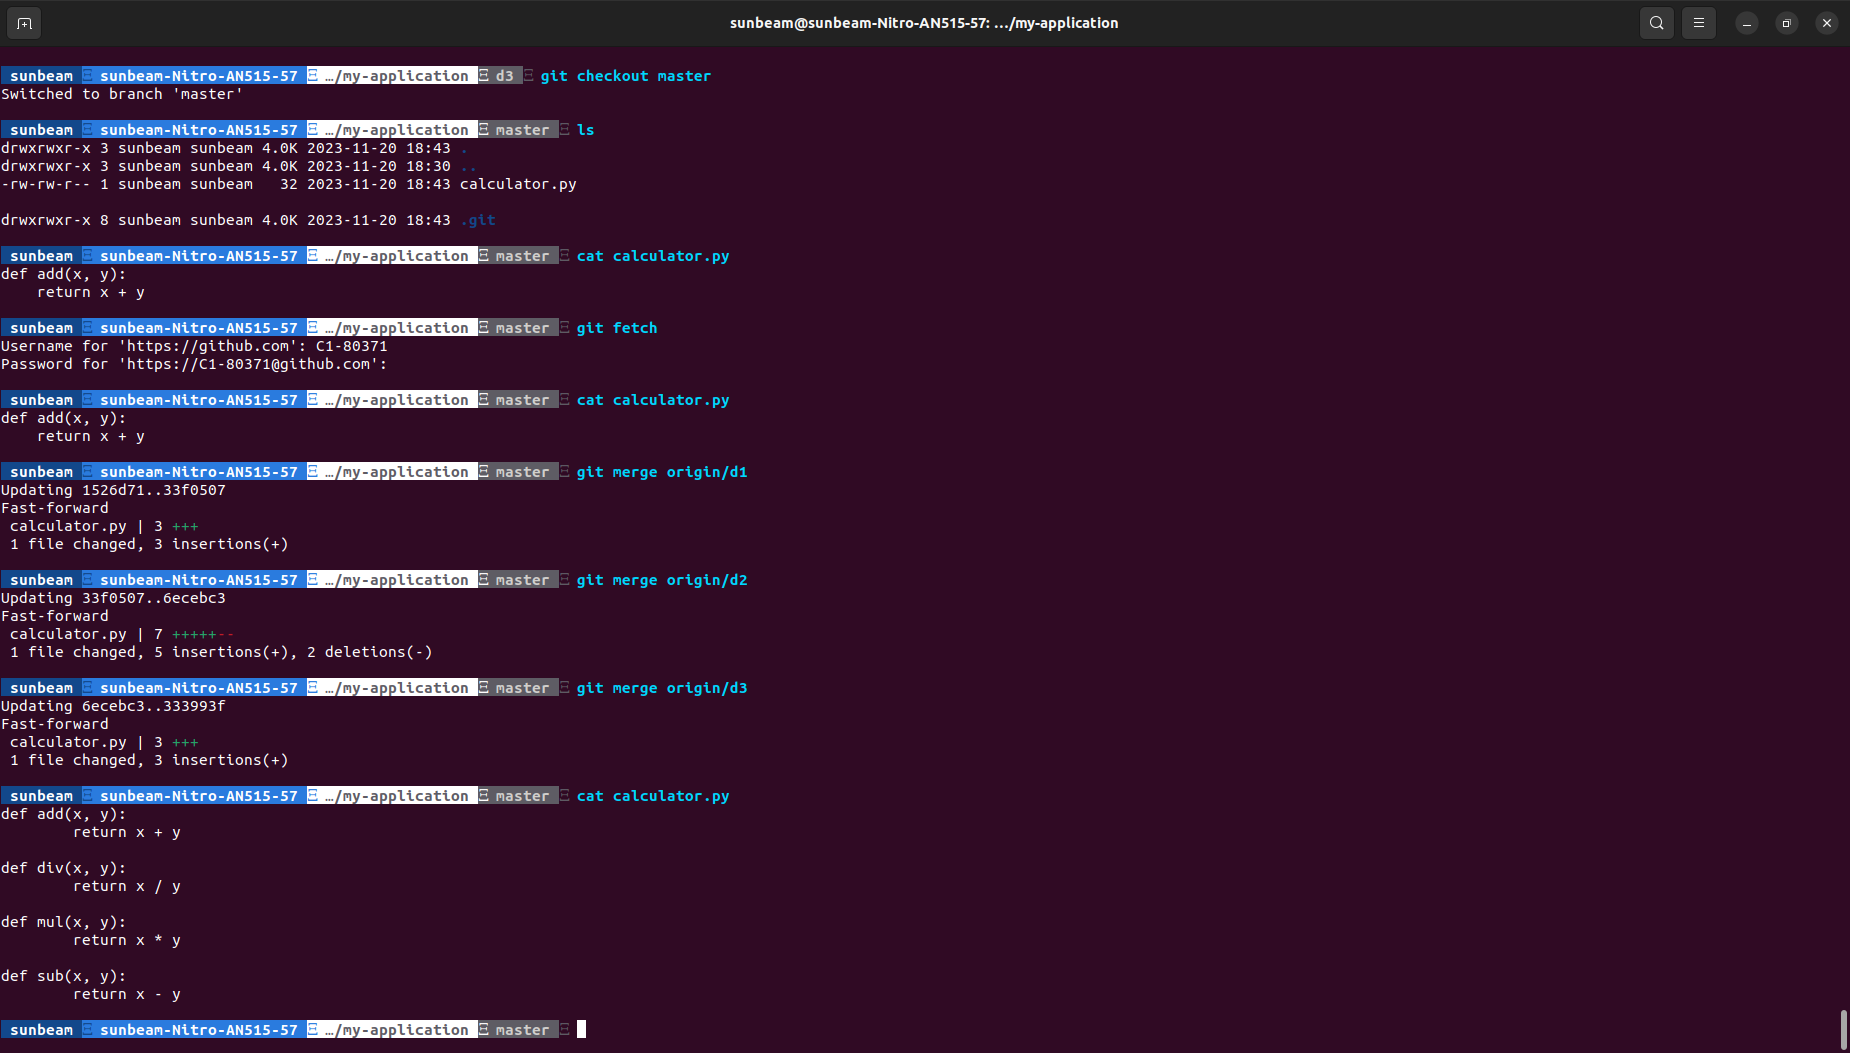 sunbeam@sunbeam-Nitro-AN515-57: …/my-application
sunbeam sunbeam-Nitro-AN515-57 …/my-application d3 git checkout master
Switched to branch 'master'
sunbeam sunbeam-Nitro-AN515-57 …/my-application master ls
drwxrwxr-x 3 sunbeam sunbeam 4.0K 2023-11-20 18:43 .
drwxrwxr-x 3 sunbeam sunbeam 4.0K 2023-11-20 18:30 ..
-rw-rw-r-- 1 sunbeam sunbeam   32 2023-11-20 18:43 calculator.py
drwxrwxr-x 8 sunbeam sunbeam 4.0K 2023-11-20 18:43 .git
sunbeam sunbeam-Nitro-AN515-57 …/my-application master cat calculator.py
def add(x, y):
    return x + y
sunbeam sunbeam-Nitro-AN515-57 …/my-application master git fetch
Username for 'https://github.com': C1-80371
Password for 'https://C1-80371@github.com':
sunbeam sunbeam-Nitro-AN515-57 …/my-application master cat calculator.py
def add(x, y):
    return x + y
sunbeam sunbeam-Nitro-AN515-57 …/my-application master git merge origin/d1
Updating 1526d71..33f0507
Fast-forward
 calculator.py | 3 +++
 1 file changed, 3 insertions(+)
sunbeam sunbeam-Nitro-AN515-57 …/my-application master git merge origin/d2
Updating 33f0507..6ecebc3
Fast-forward
 calculator.py | 7 +++++--
 1 file changed, 5 insertions(+), 2 deletions(-)
sunbeam sunbeam-Nitro-AN515-57 …/my-application master git merge origin/d3
Updating 6ecebc3..333993f
Fast-forward
 calculator.py | 3 +++
 1 file changed, 3 insertions(+)
sunbeam sunbeam-Nitro-AN515-57 …/my-application master cat calculator.py
def add(x, y):
        return x + y
def div(x, y):
        return x / y
def mul(x, y):
        return x * y
def sub(x, y):
        return x - y
sunbeam sunbeam-Nitro-AN515-57 …/my-application master